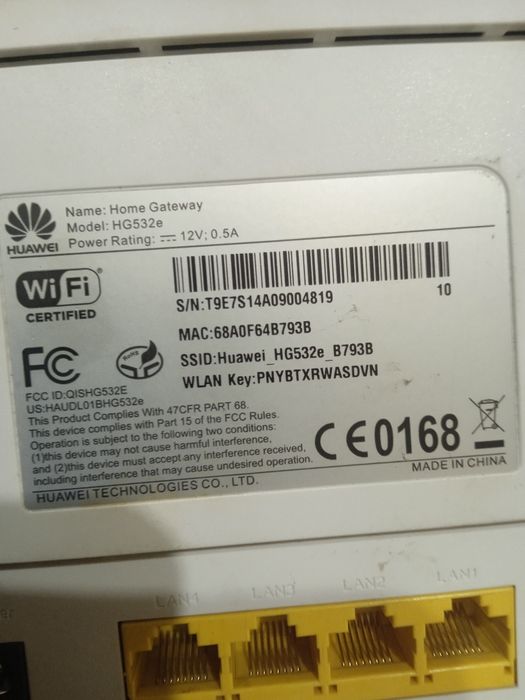 HUAWEI
Name: Home Gateway
Model: HG532e
Power Rating: ⎓ 12V; 0.5A
Wi Fi
CERTIFIED
S/N:T9E7S14A09004819
10
MAC:68A0F64B793B
SSID:Huawei_HG532e_B793B
WLAN Key:PNYBTXRWASDVN
FC
RoHS
FCC ID:QISHG532E
US:HAUDL01BHG532e
This Product Complies With 47CFR PART 68.
This device complies with Part 15 of the FCC Rules.
Operation is subject to the following two conditions:
(1)this device may not cause harmful interference,
and (2)this device must accept any interference received,
including interference that may cause undesired operation.
CE0168
HUAWEI TECHNOLOGIES CO., LTD.
MADE IN CHINA
LAN4 LAN3 LAN2 LAN1